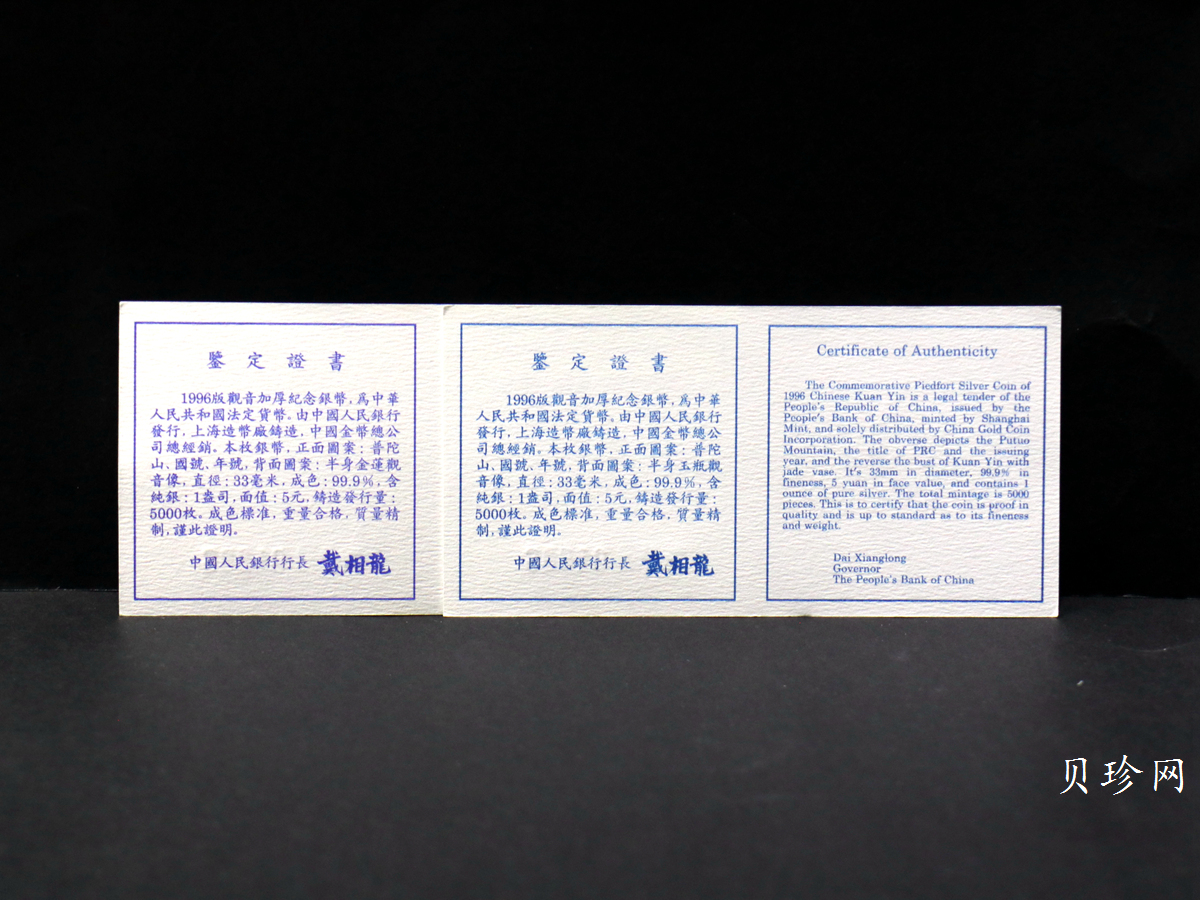 鑒定證書
1996版觀音加厚紀念銀幣,爲中華
人民共和國法定貨幣。由中國人民銀行
發行,上海造幣廠鑄造,中國金幣總公
司總經銷。本枚銀幣,正面圖案:普陀
山、國號、年號,背面圖案:半身金蓮觀
音像,直徑:33毫米,成色:99.9%,含
純銀:1盎司,面值:5元,鑄造發行量:
5000枚。成色標准,重量合格,質量精
制,謹此證明。
中國人民銀行行長 戴相龍
鑒定證書
1996版觀音加厚紀念銀幣,爲中華
人民共和國法定貨幣。由中國人民銀行
發行,上海造幣廠鑄造,中國金幣總公
司總經銷。本枚銀幣,正面圖案:普陀
山、國號、年號,背面圖案:半身玉瓶觀
音像,直徑:33毫米,成色:99.9%,含
純銀:1盎司,面值:5元,鑄造發行量:
5000枚。成色標准,重量合格,質量精
制,謹此證明。
中國人民銀行行長 戴相龍
Certificate of Authenticity
The Commemorative Piedfort Silver Coin of
1996 Chinese Kuan Yin is a legal tender of the
People's Republic of China, issued by the
People's Bank of China, minted by Shanghai
Mint, and solely distributed by China Gold Coin
Incorporation. The obverse depicts the Putuo
Mountain, the title of PRC and the issuing
year, and the reverse the bust of Kuan Yin with
jade vase. It's 33mm in diameter, 99.9% in
fineness, 5 yuan in face value, and contains 1
ounce of pure silver. The total mintage is 5000
pieces. This is to certify that the coin is proof in
quality and is up to standard as to its fineness
and weight.
Dai Xianglong
Governor
The People's Bank of China
贝珍网